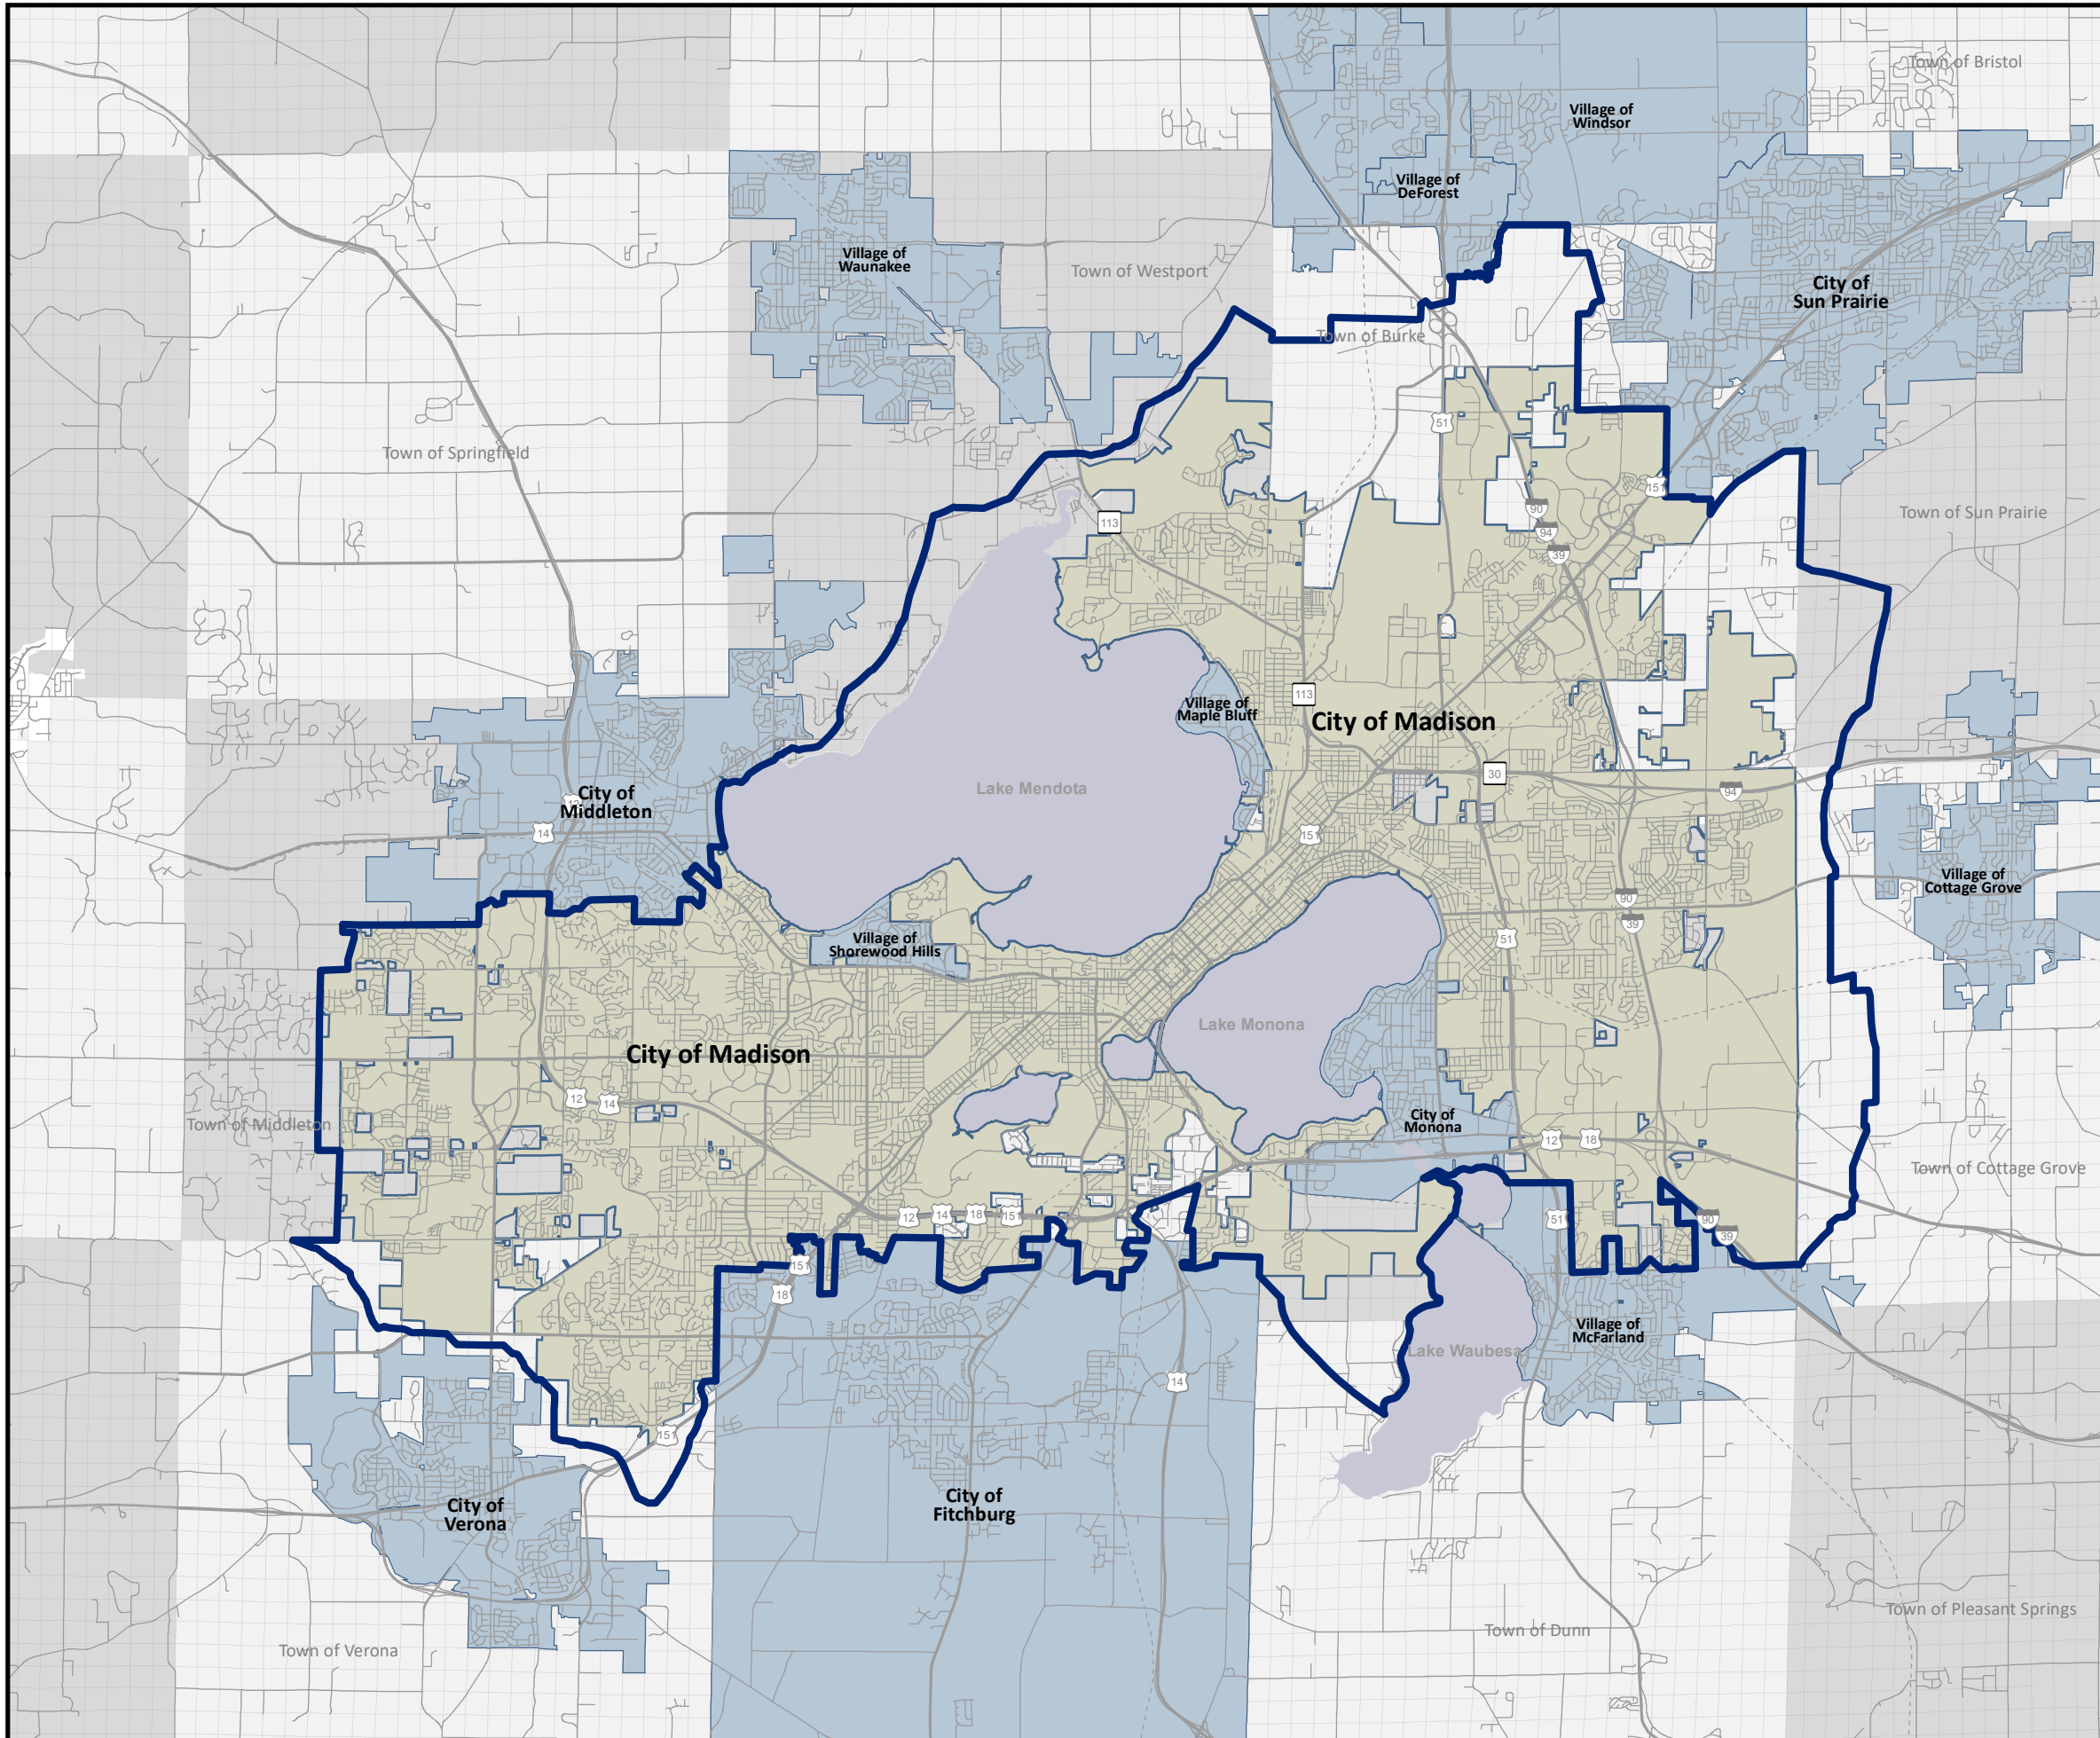 Town of Bristol
Village of
Windsor
Village of
DeForest
Village of
Waunakee
Town of Westport
City of
Sun Prairie
Town of Burke
51
Town of Springfield
151
90
Town of Sun Prairie
113
94
39
Village of
Maple Bluff
113
City of Madison
30
Lake Mendota
94
City of
Middleton
12
14
151
Village of
Cottage Grove
90
39
51
Village of
Shorewood Hills
Lake Monona
City of Madison
12
14
City of
Monona
Town of Middleton
12
18
Town of Cottage Grove
12
14
18
151
51
90
39
151
18
Village of
McFarland
Lake Waubesa
14
151
City of
Verona
City of
Fitchburg
Town of Pleasant Springs
Town of Dunn
Town of Verona